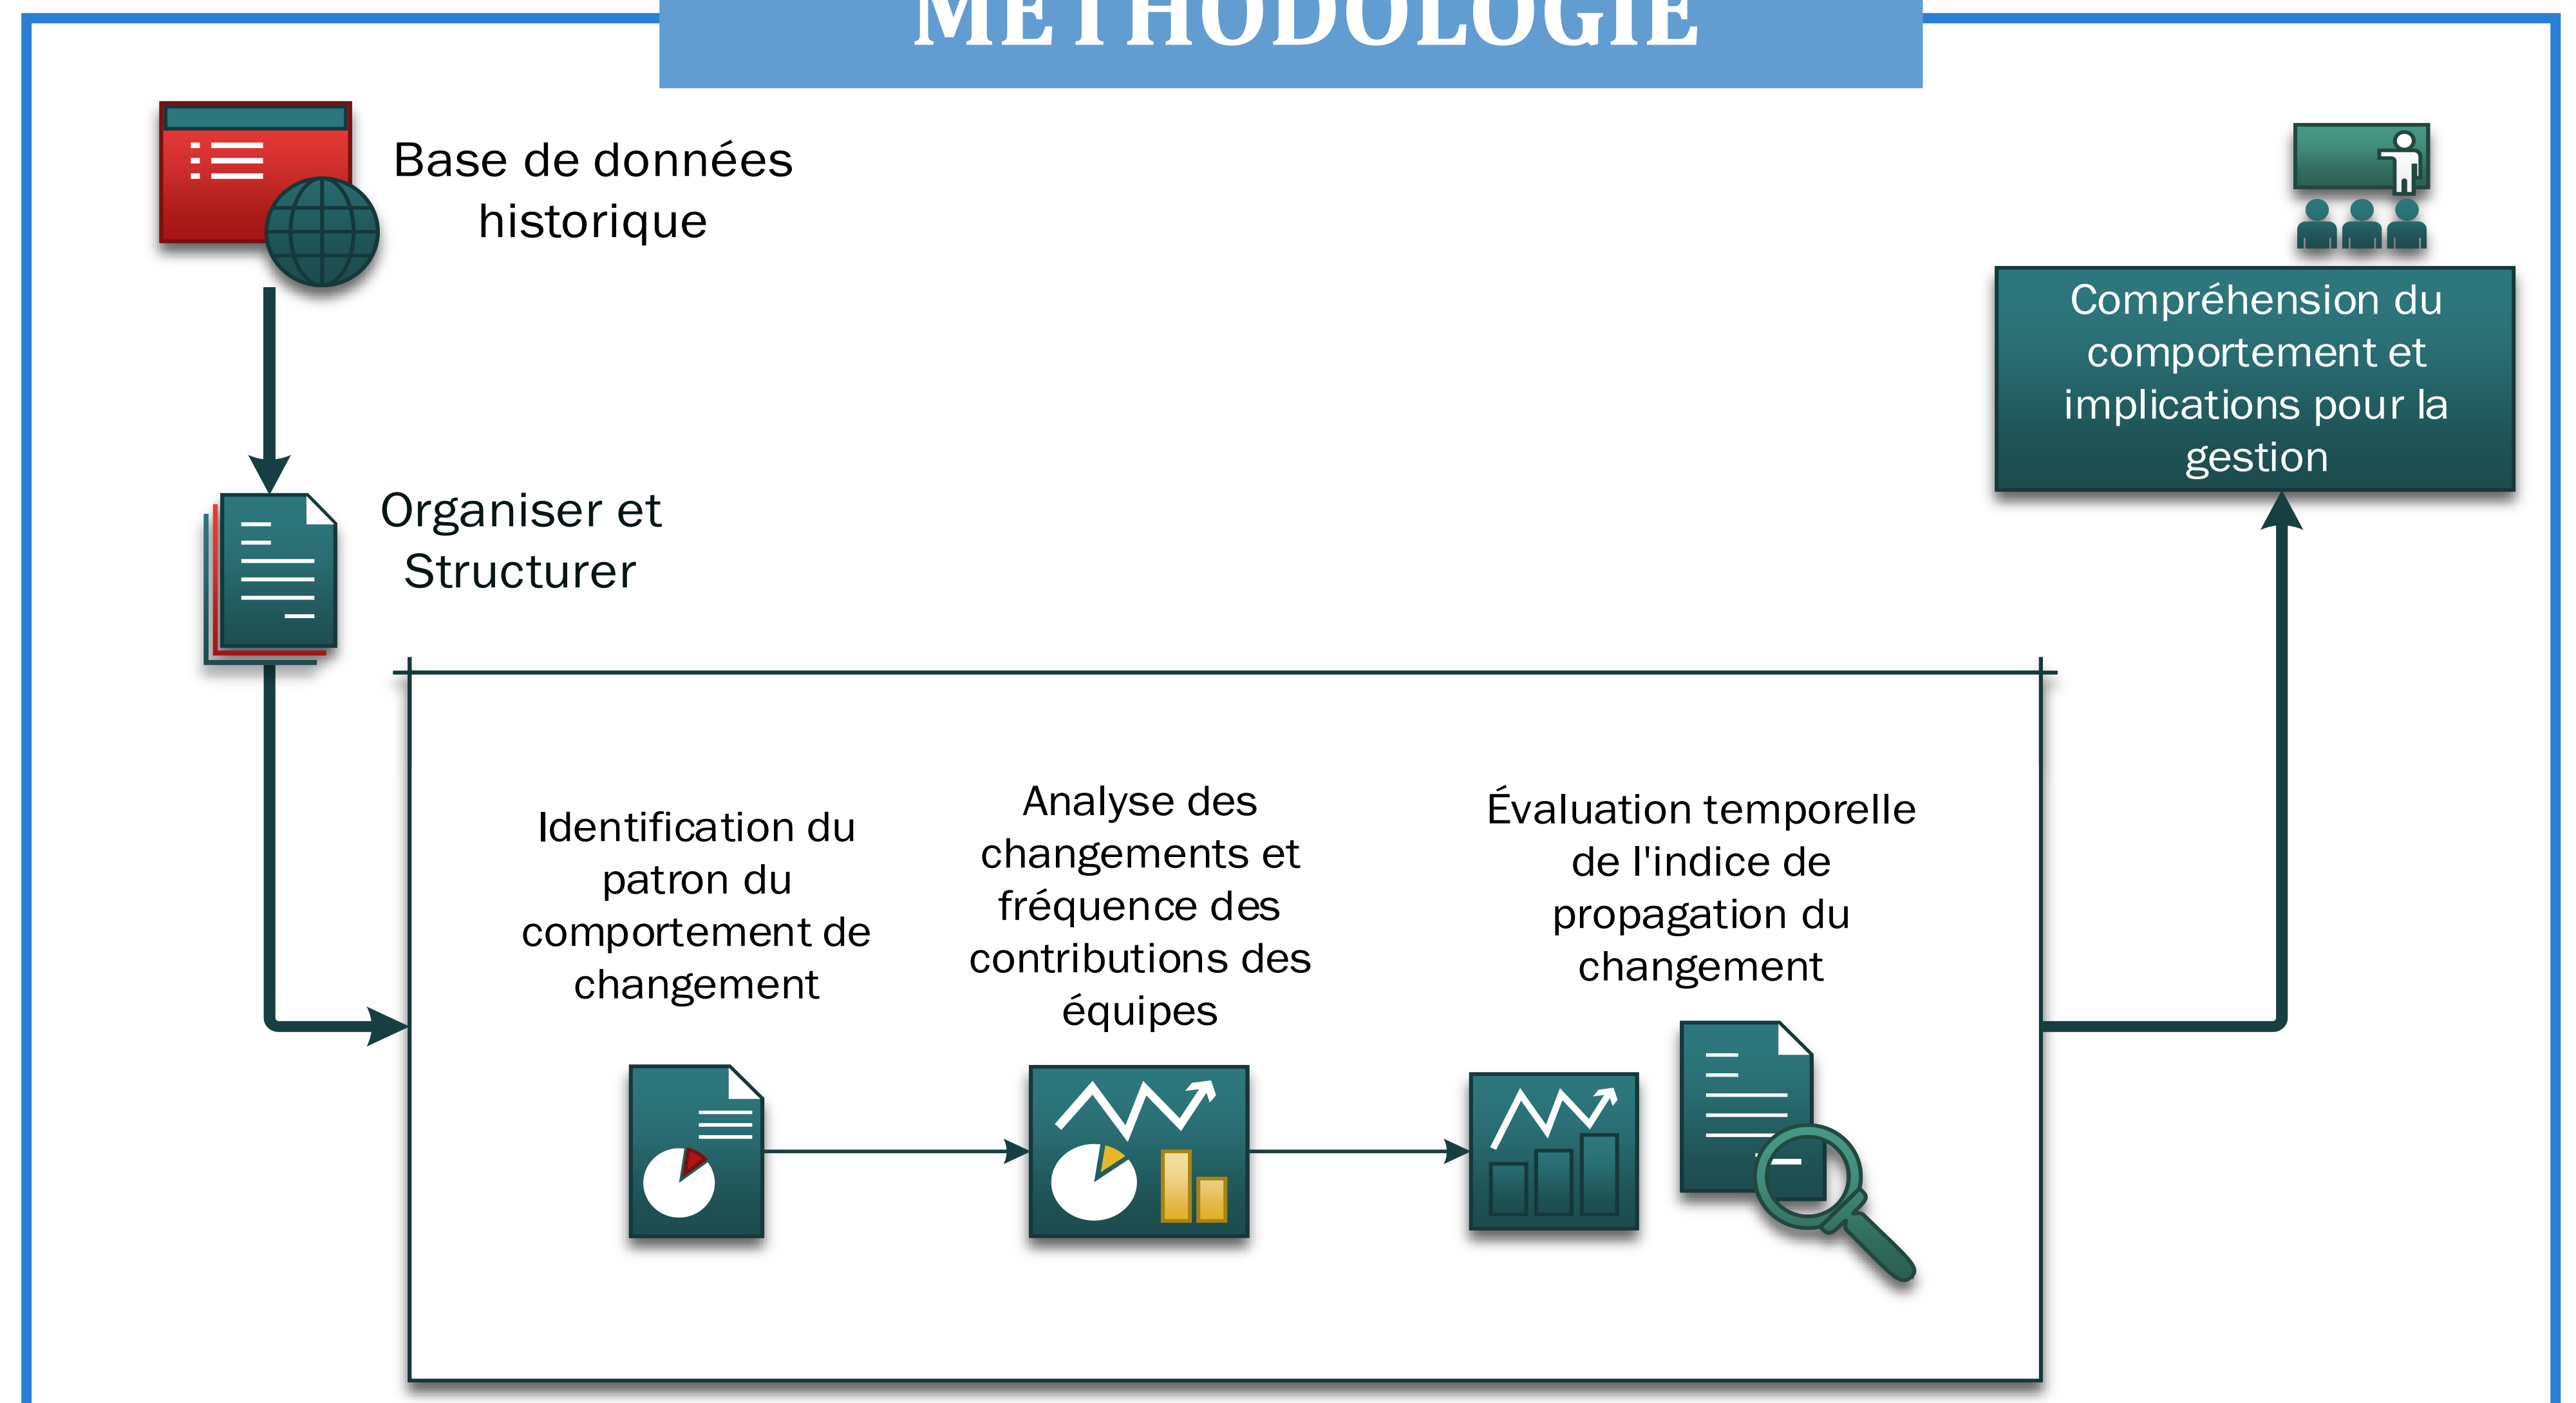 METHODOLOGIE
Base de données
historique
Organiser et
Structurer
Identification du
patron du
comportement de
changement
Analyse des
changements et
fréquence des
contributions des
équipes
Évaluation temporelle
de l'indice de
propagation du
changement
Compréhension du
comportement et
implications pour la
gestion